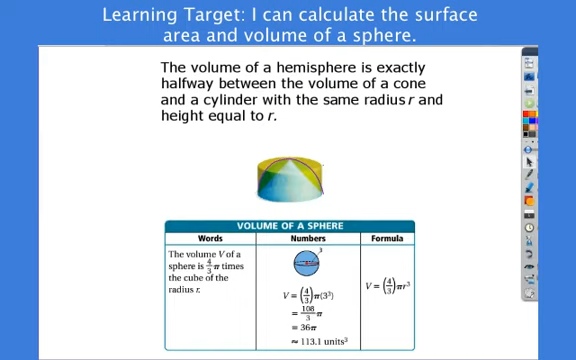 Learning Target: I can calculate the surface
area and volume of a sphere.
The volume of a hemisphere is exactly
halfway between the volume of a cone
and a cylinder with the same radius r and
height equal to r.
VOLUME OF A SPHERE
Words
Numbers
Formula
The volume V of a
sphere is 4/3 π times
the cube of the
radius r.
3
V = (4/3) π(3³)
= 108/3 π
= 36π
≈ 113.1 units³
V = (4/3) πr³